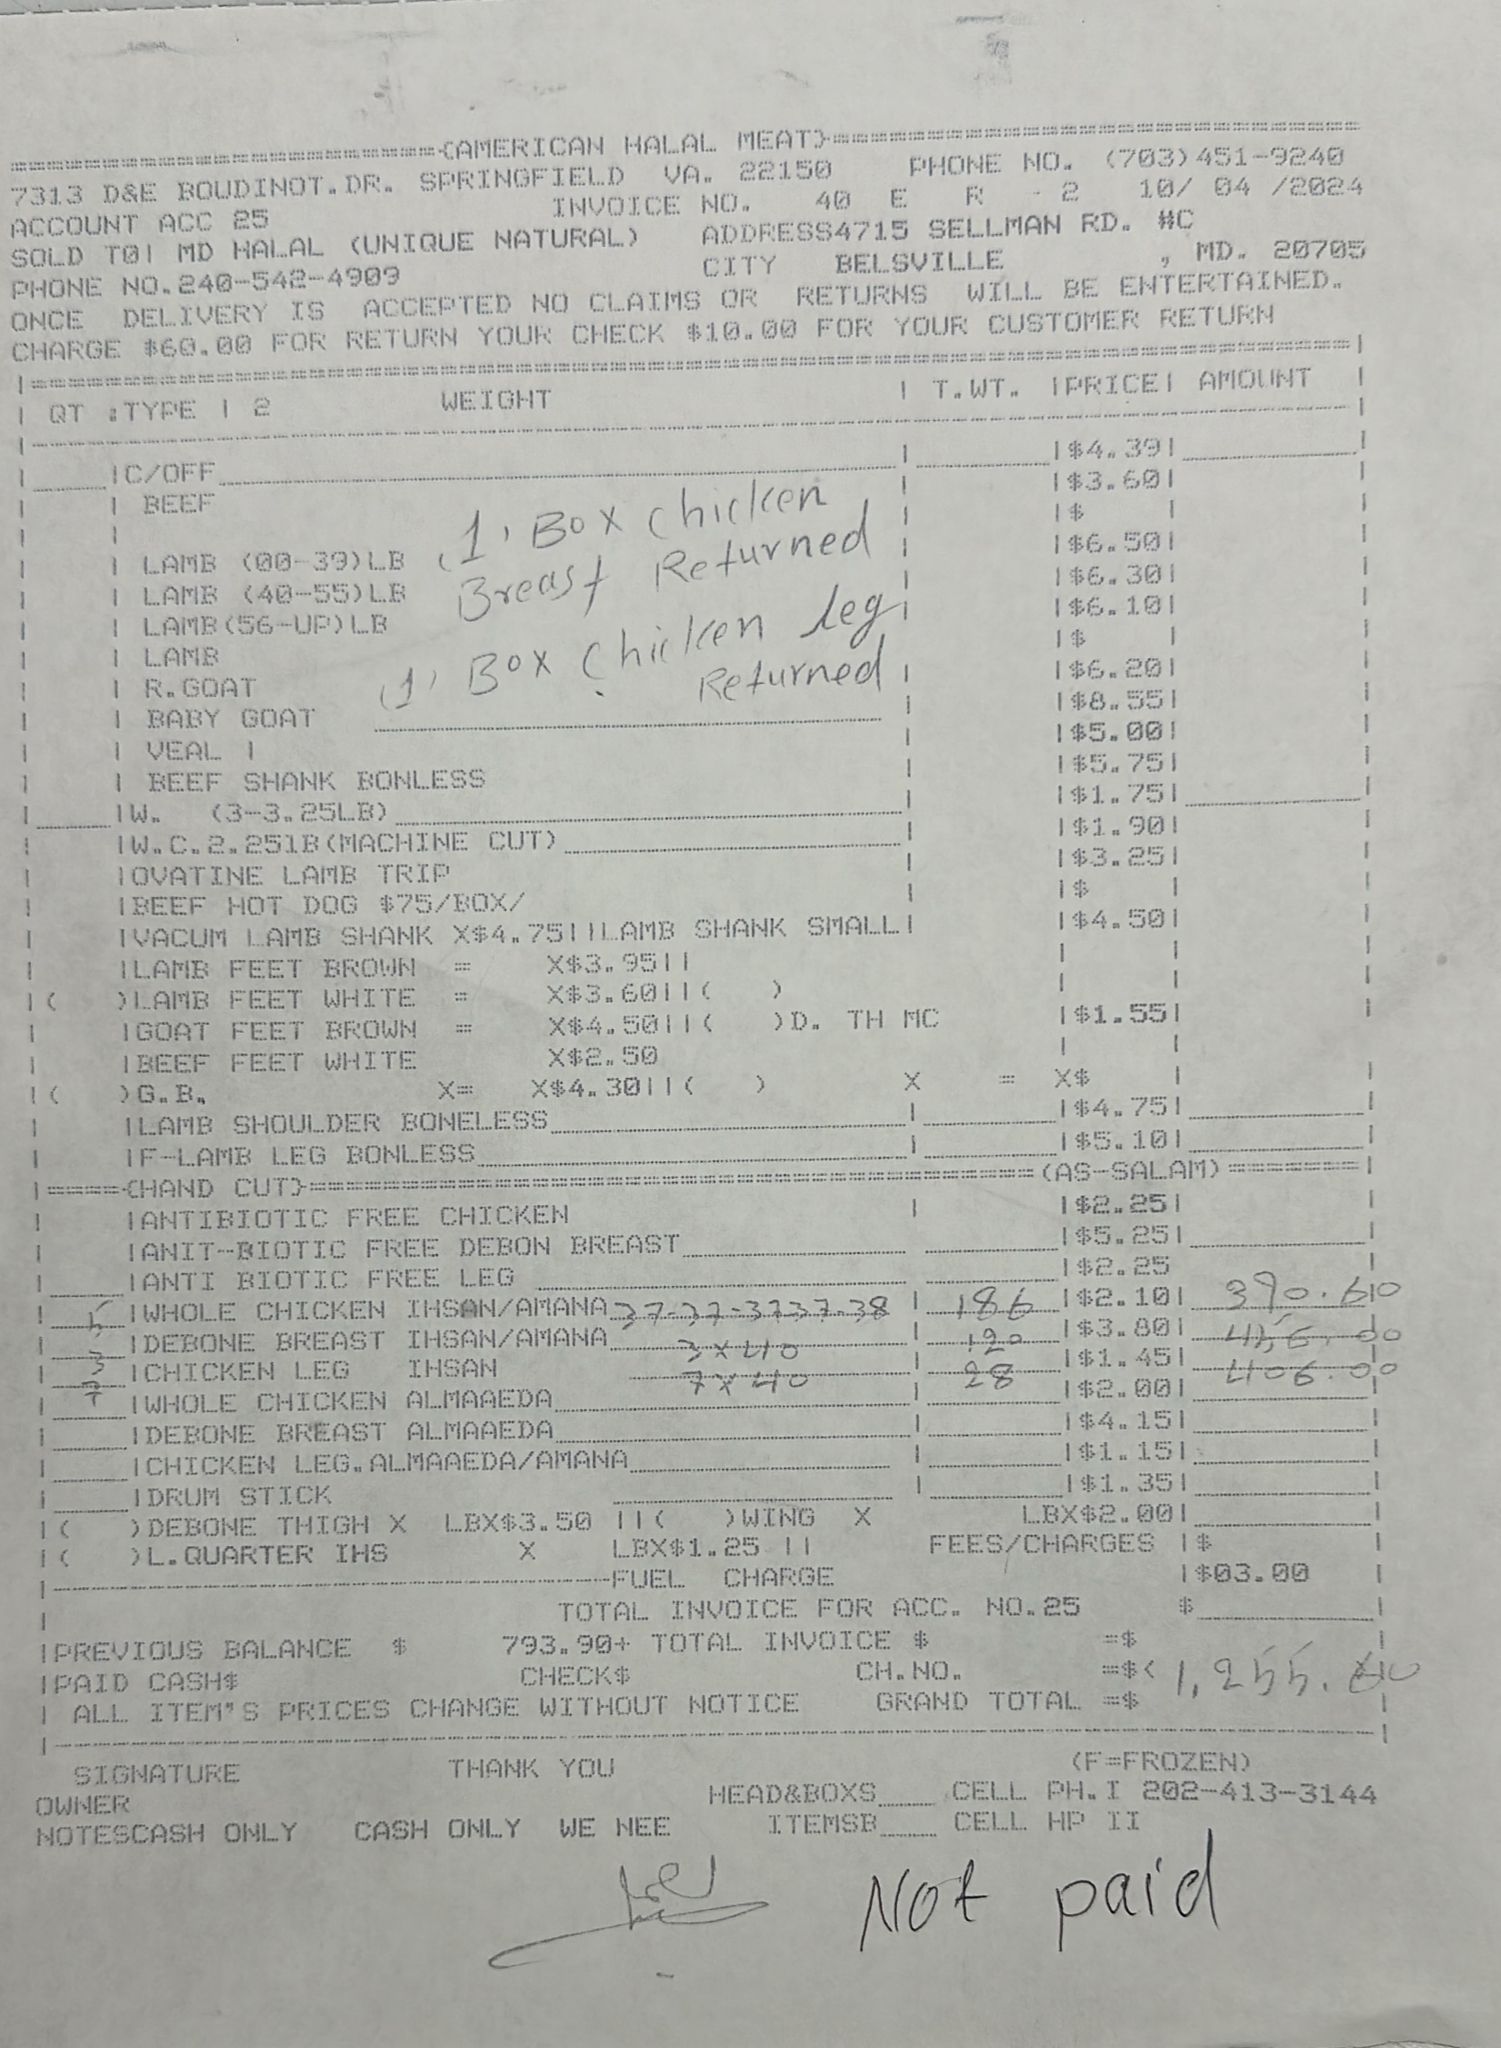 =======================<AMERICAN HALAL MEAT>=============================
7313 D&E BOUDINOT.DR. SPRINGFIELD VA. 22150 PHONE NO. (703)451-9240
INVOICE NO. 40 E R - 2 10/ 04 /2024
ACCOUNT ACC 25
SOLD TO| MD HALAL (UNIQUE NATURAL) ADDRESS4715 SELLMAN RD. #C
CITY BELSVILLE , MD. 20705
PHONE NO.240-542-4909
ONCE DELIVERY IS ACCEPTED NO CLAIMS OR RETURNS WILL BE ENTERTAINED.
CHARGE $60.00 FOR RETURN YOUR CHECK $10.00 FOR YOUR CUSTOMER RETURN
| QT :TYPE | 2 WEIGHT | T.WT. |PRICE| AMOUNT |
|C/OFF |$4.39|
| BEEF |$3.60|
| |$ |
| LAMB (00-39)LB |$6.50|
| LAMB (40-55)LB |$6.30|
| LAMB(56-UP)LB |$6.10|
| LAMB |$ |
| R.GOAT |$6.20|
| BABY GOAT |$8.55|
| VEAL | |$5.00|
| BEEF SHANK BONLESS |$5.75|
1, Box chicken
Breast Returned
1, Box chicken leg
Returned
|W. (3-3.25LB) |$1.75|
|W.C.2.251B(MACHINE CUT) |$1.90|
|OVATINE LAMB TRIP |$3.25|
|BEEF HOT DOG $75/BOX/ |$ |
|VACUM LAMB SHANK X$4.75||LAMB SHANK SMALL| |$4.50|
|LAMB FEET BROWN = X$3.95||
|( )LAMB FEET WHITE = X$3.60||( )
|GOAT FEET BROWN = X$4.50||( )D. TH MC |$1.55|
|BEEF FEET WHITE X$2.50
|( )G.B. X= X$4.30||( ) X = X$ |
|LAMB SHOULDER BONELESS |$4.75|
|F-LAMB LEG BONLESS |$5.10|
|=====<HAND CUT>======================================(AS-SALAM)=======|
|ANTIBIOTIC FREE CHICKEN |$2.25|
|ANIT-BIOTIC FREE DEBON BREAST |$5.25|
|ANTI BIOTIC FREE LEG |$2.25
5 |WHOLE CHICKEN IHSAN/AMANA 37-37-3737-38 | 186 |$2.10| 390.60
3 |DEBONE BREAST IHSAN/AMANA 3x40 | 120 |$3.80| 456.00
7 |CHICKEN LEG IHSAN 7x40 | 28 |$1.45| 406.00
|WHOLE CHICKEN ALMAAEDA |$2.00|
|DEBONE BREAST ALMAAEDA |$4.15|
|CHICKEN LEG.ALMAAEDA/AMANA |$1.15|
|DRUM STICK |$1.35|
|( )DEBONE THIGH X LBX$3.50 ||( )WING X LBX$2.00|
|( )L.QUARTER IHS X LBX$1.25 || FEES/CHARGES |$
|------------------------------FUEL CHARGE |$03.00 |
| TOTAL INVOICE FOR ACC. NO.25 $
|PREVIOUS BALANCE $ 793.90+ TOTAL INVOICE $ =$ |
|PAID CASH$ CHECK$ CH.NO. =$< 1,255.60
| ALL ITEM"S PRICES CHANGE WITHOUT NOTICE GRAND TOTAL =$ |
SIGNATURE THANK YOU (F=FROZEN)
OWNER HEAD&BOXS____ CELL PH.I 202-413-3144
NOTESCASH ONLY CASH ONLY WE NEE ITEMSB____ CELL HP II
Not paid